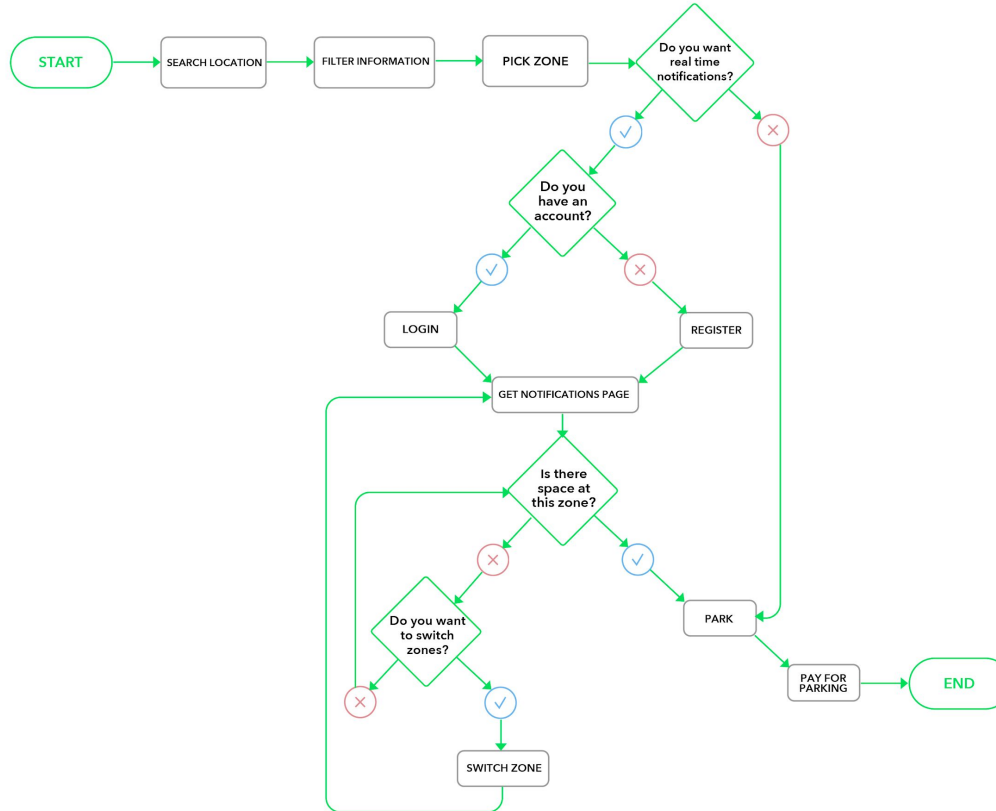 START
SEARCH LOCATION
FILTER INFORMATION
PICK ZONE
Do you want
real time
notifications?
Do you
have an
account?
LOGIN
REGISTER
GET NOTIFICATIONS PAGE
Is there
space at
this zone?
Do you want
to switch
zones?
PARK
PAY FOR
PARKING
END
SWITCH ZONE